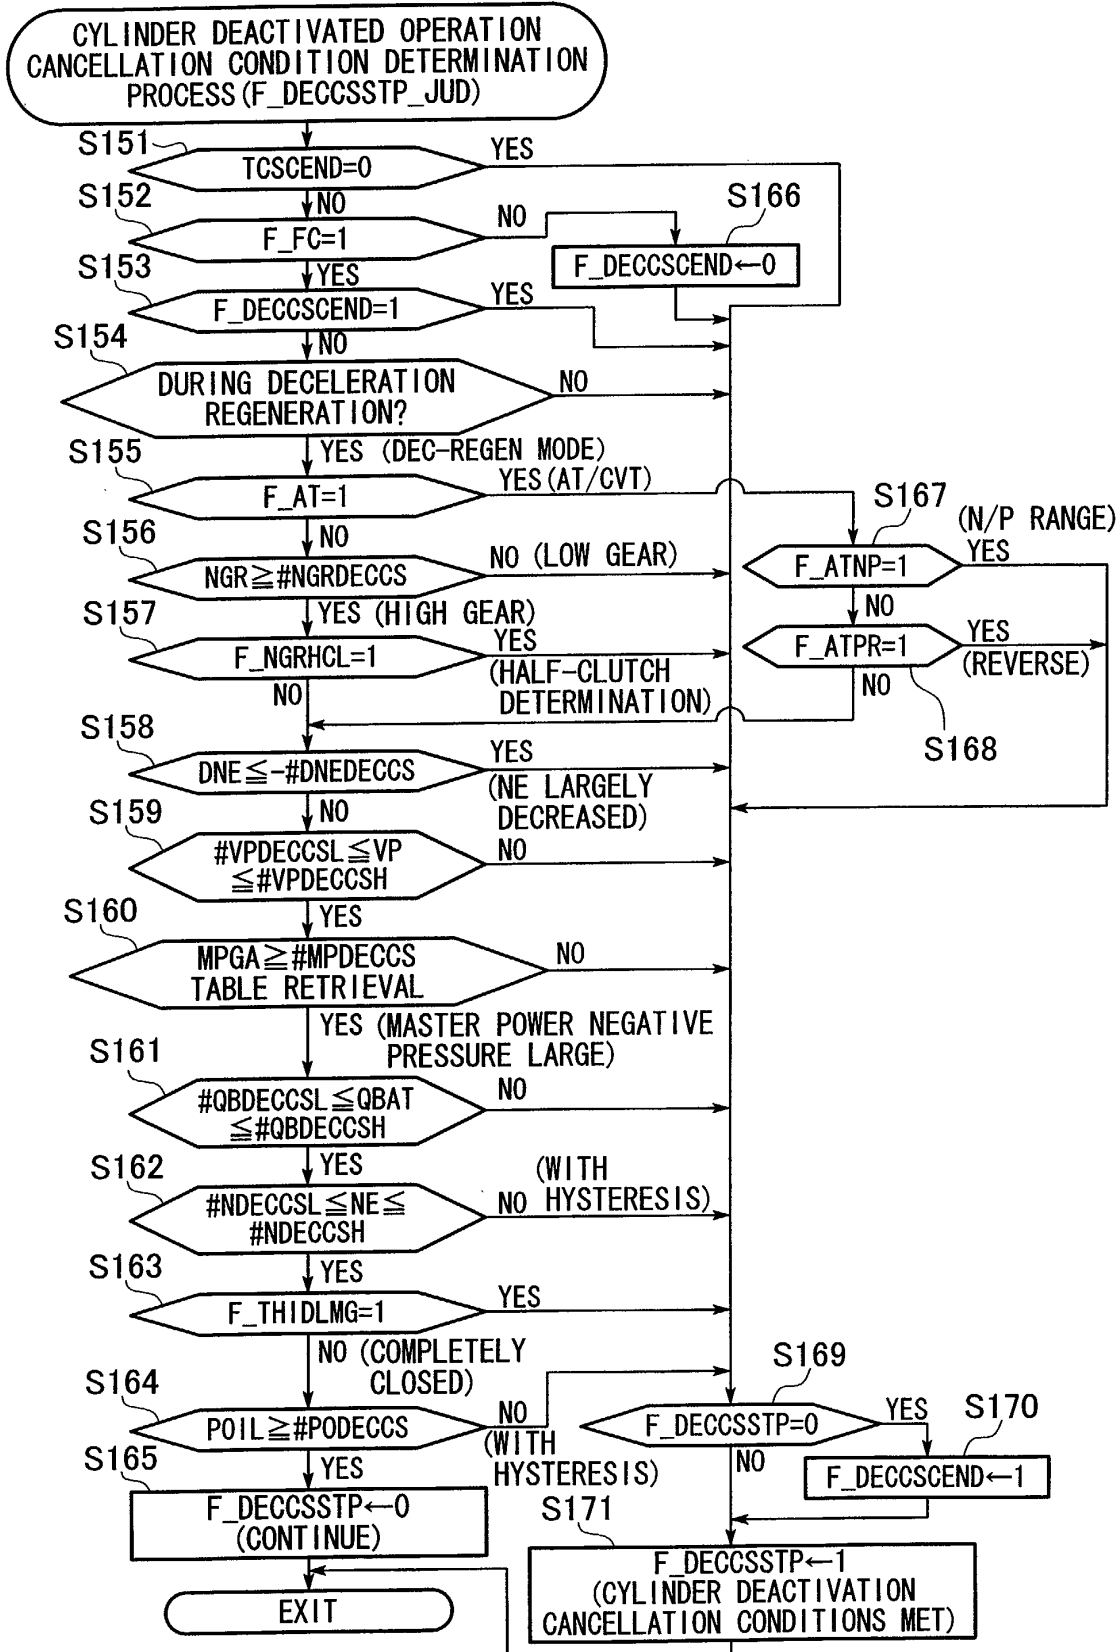 CYLINDER DEACTIVATED OPERATION
CANCELLATION CONDITION DETERMINATION
PROCESS(F_DECCSSTP_JUD)
S151
TCSCEND=0
YES
NO
S152
F_FC=1
NO
YES
S166
F_DECCSCEND←0
S153
F_DECCSCEND=1
YES
NO
S154
DURING DECELERATION
REGENERATION?
NO
YES (DEC-REGEN MODE)
S155
F_AT=1
YES(AT/CVT)
NO
S167
(N/P RANGE)
F_ATNP=1
YES
NO
S156
NGR≧#NGRDECCS
NO (LOW GEAR)
YES (HIGH GEAR)
S157
F_NGRHCL=1
YES
(HALF-CLUTCH
DETERMINATION)
NO
F_ATPR=1
YES
(REVERSE)
NO
S168
S158
DNE≦-#DNEDECCS
YES
(NE LARGELY
DECREASED)
NO
S159
#VPDECCSL≦VP
≦#VPDECCSH
NO
YES
S160
MPGA≧#MPDECCS
TABLE RETRIEVAL
NO
YES (MASTER POWER NEGATIVE
PRESSURE LARGE)
S161
#QBDECCSL≦QBAT
≦#QBDECCSH
NO
YES
S162
#NDECCSL≦NE≦
#NDECCSH
(WITH
NO HYSTERESIS)
YES
S163
F_THIDLMG=1
YES
NO (COMPLETELY
CLOSED)
S164
POIL≧#PODECCS
NO
(WITH
HYSTERESIS)
YES
S165
F_DECCSSTP←0
(CONTINUE)
EXIT
S169
F_DECCSSTP=0
YES
NO
S170
F_DECCSCEND←1
S171
F_DECCSSTP←1
(CYLINDER DEACTIVATION
CANCELLATION CONDITIONS MET)